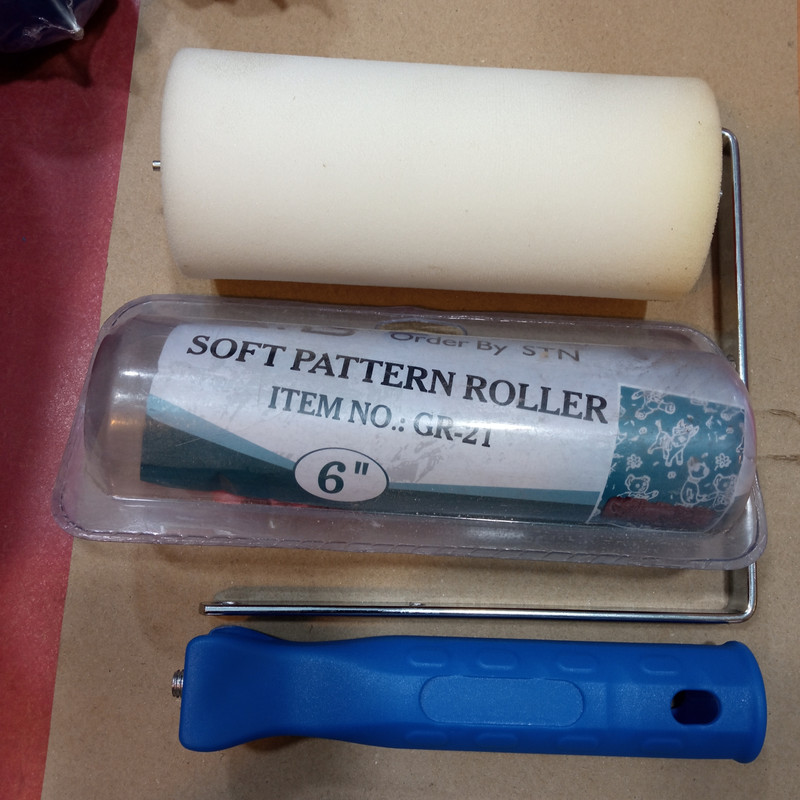 Order By STN
SOFT PATTERN ROLLER
ITEM NO.: GR-21
6"